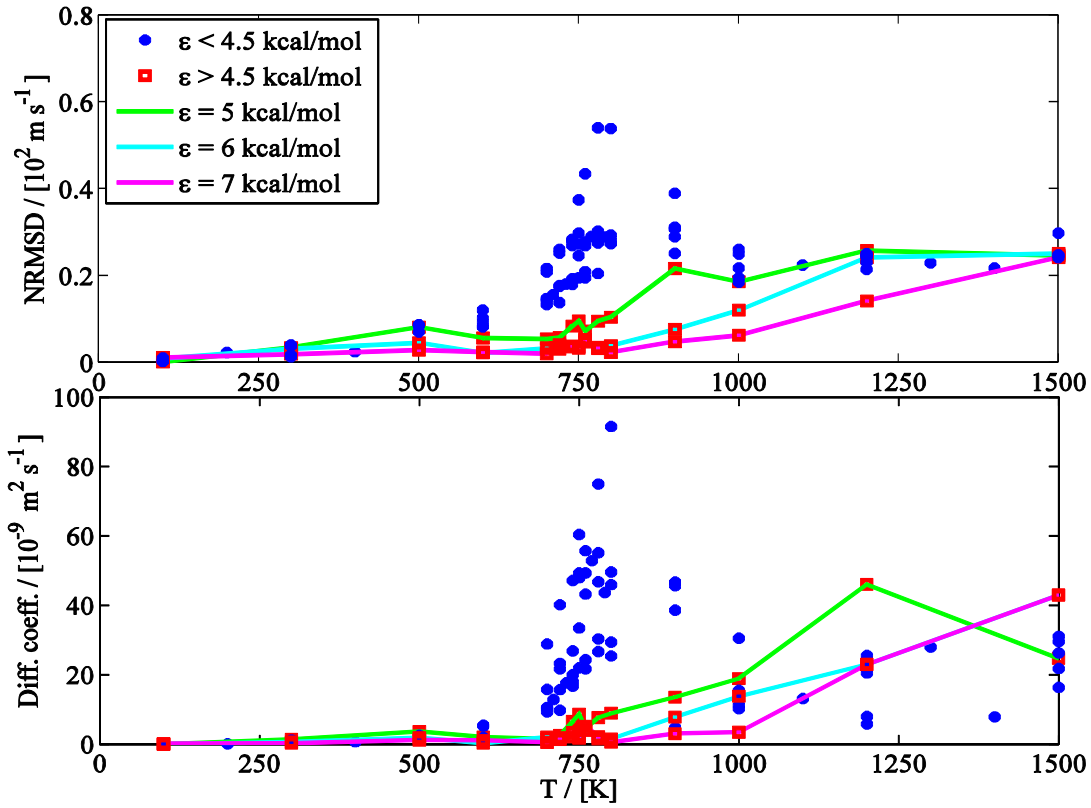 0.8
0.6
0.4
0.2
0
NRMSD / [10² m s⁻¹]
ε < 4.5 kcal/mol
ε > 4.5 kcal/mol
ε = 5 kcal/mol
ε = 6 kcal/mol
ε = 7 kcal/mol
0 250 500 750 1000 1250 1500
100
80
60
40
20
0
Diff. coeff. / [10⁻⁹ m² s⁻¹]
0 250 500 750 1000 1250 1500
T / [K]